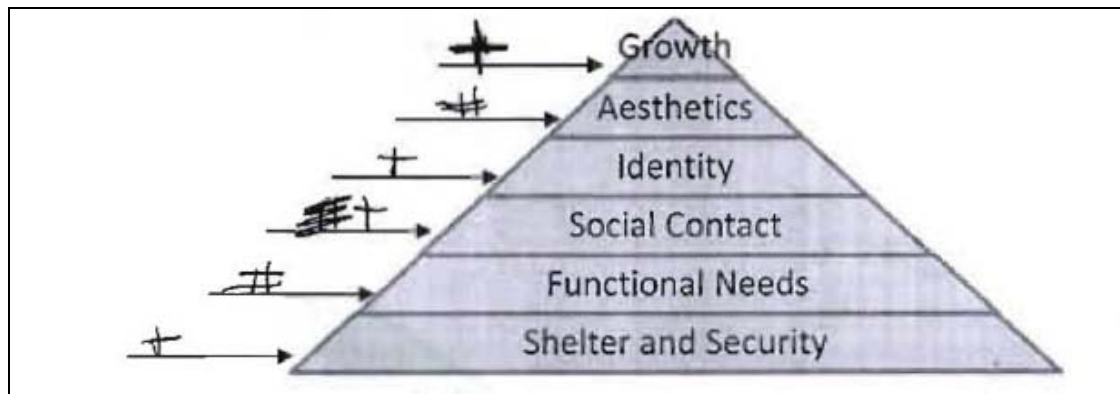 +
Growth
#
Aesthetics
+
Identity
+
Social Contact
#
Functional Needs
+
Shelter and Security